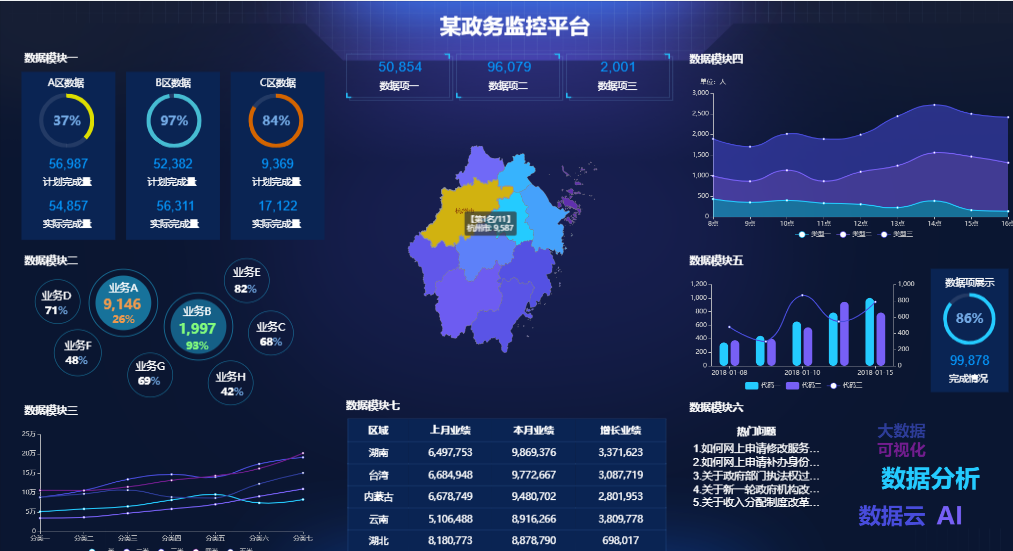 某政务监控平台
数据模块一
A区数据
37%
56,987
计划完成量
54,857
实际完成量
B区数据
97%
52,382
计划完成量
56,311
实际完成量
C区数据
84%
9,369
计划完成量
17,122
实际完成量
50,854
数据项一
96,079
数据项二
2,001
数据项三
【第1名/11】
杭州市: 9,587
数据模块四
单位：人
3,000
2,500
2,000
1,500
1,000
500
0
8点 9点 10点 11点 12点 13点 14点 15点 16点
类型一 类型二 类型三
数据模块二
业务D
71%
业务A
9,146
26%
业务B
1,997
93%
业务E
82%
业务C
68%
业务F
48%
业务G
69%
业务H
42%
数据模块五
1,200
1,000
800
600
400
200
0
1,000
800
600
400
200
0
2018-01-08 2018-01-10 2018-01-15
代码一 代码二 代码三
数据项展示
86%
99,878
完成情况
数据模块三
25万
20万
15万
10万
5万
0
分类一 分类二 分类三 分类四 分类五 分类六 分类七
数据模块七
区域 上月业绩 本月业绩 增长业绩
湖南 6,497,753 9,869,376 3,371,623
台湾 6,684,948 9,772,667 3,087,719
内蒙古 6,678,749 9,480,702 2,801,953
云南 5,106,488 8,916,266 3,809,778
湖北 8,180,773 8,878,790 698,017
数据模块六
热门问题
1.如何网上申请修改服务...
2.如何网上申请补办身份...
3.关于政府部门执法权过...
4.关于新一轮政府机构改...
5.关于收入分配制度改革...
大数据
可视化
数据分析
数据云 AI